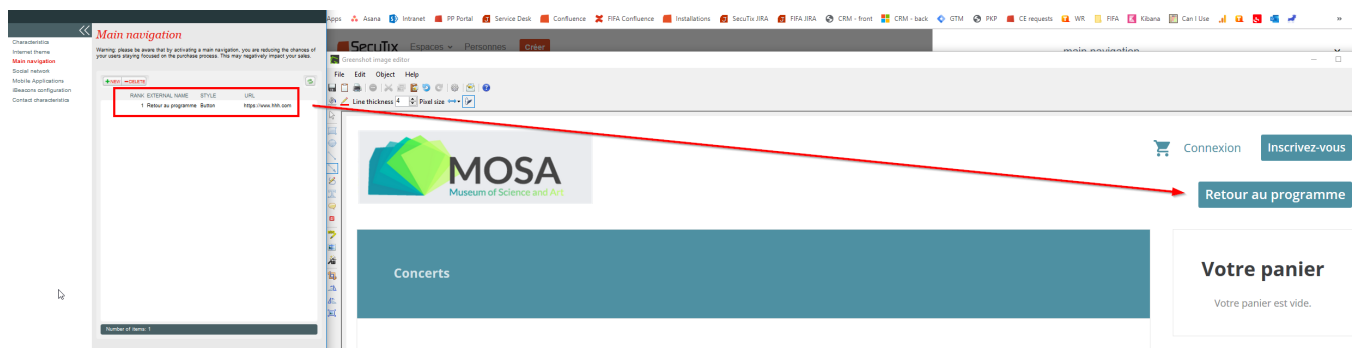 Apps Asana Intranet PP Portal Service Desk Confluence FIFA Confluence Installations SecuTix JIRA FIFA JIRA CRM - front CRM - back GTM PKP CE requests WR FIFA Kibana Can I Use »
Characteristics
Internet theme
Main navigation
Social network
Mobile Applications
iBeacons configuration
Contact characteristics
Main navigation
Warning: please be aware that by activating a main navigation, you are reducing the chances of
your users staying focused on the purchase process. This may negatively impact your sales.
NEW DELETE
RANK EXTERNAL NAME STYLE URL
1 Retour au programme Button
Number of items: 1
SECUTIX Espaces Personnes Créer
main navigation
Greenshot image editor
File Edit Object Help
Line thickness 4 Pixel size
MOSA
Museum of Science and Art
Connexion Inscrivez-vous
Retour au programme
Concerts
Votre panier
Votre panier est vide.